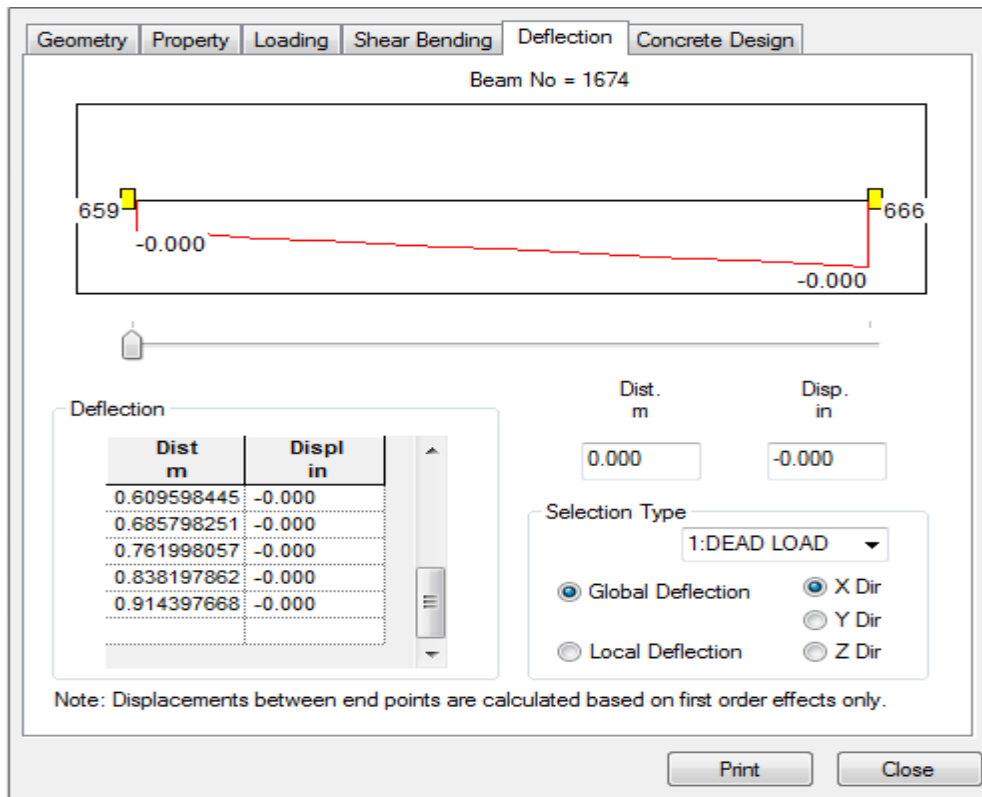 Geometry Property Loading Shear Bending Deflection Concrete Design
Beam No = 1674
659 666
-0.000
-0.000
Dist. Disp.
m in
Deflection
Dist Displ
m in
0.000 -0.000
0.609598445 -0.000
0.685798251 -0.000
0.761998057 -0.000
0.838197862 -0.000
0.914397668 -0.000
Selection Type
1:DEAD LOAD
Global Deflection X Dir
Y Dir
Local Deflection Z Dir
Note: Displacements between end points are calculated based on first order effects only.
Print Close